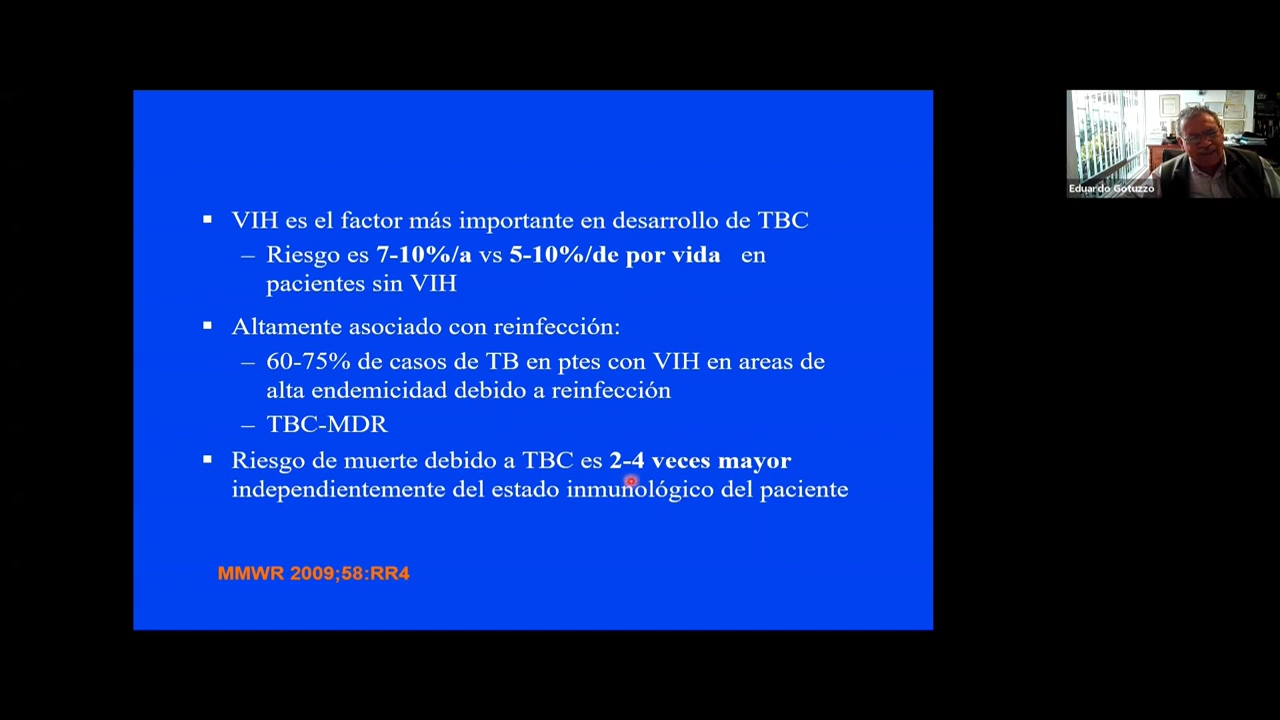 ▪ VIH es el factor más importante en desarrollo de TBC
– Riesgo es 7-10%/a vs 5-10%/de por vida en
pacientes sin VIH
▪ Altamente asociado con reinfección:
– 60-75% de casos de TB en ptes con VIH en areas de
alta endemicidad debido a reinfección
– TBC-MDR
▪ Riesgo de muerte debido a TBC es 2-4 veces mayor
independientemente del estado inmunológico del paciente
MMWR 2009;58:RR4
Eduardo Gotuzzo